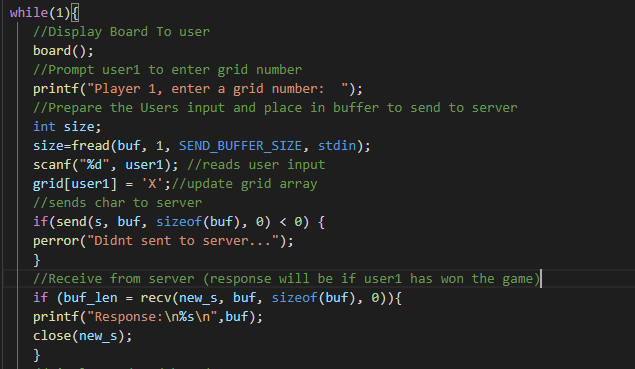 while(1){
//Display Board To user
board();
//Prompt user1 to enter grid number
printf("Player 1, enter a grid number:  ");
//Prepare the Users input and place in buffer to send to server
int size;
size=fread(buf, 1, SEND_BUFFER_SIZE, stdin);
scanf("%d", user1); //reads user input
grid[user1] = 'X';//update grid array
//sends char to server
if(send(s, buf, sizeof(buf), 0) < 0) {
perror("Didnt sent to server...");
}
//Receive from server (response will be if user1 has won the game)
if (buf_len = recv(new_s, buf, sizeof(buf), 0)){
printf("Response:\n%s\n",buf);
close(new_s);
}